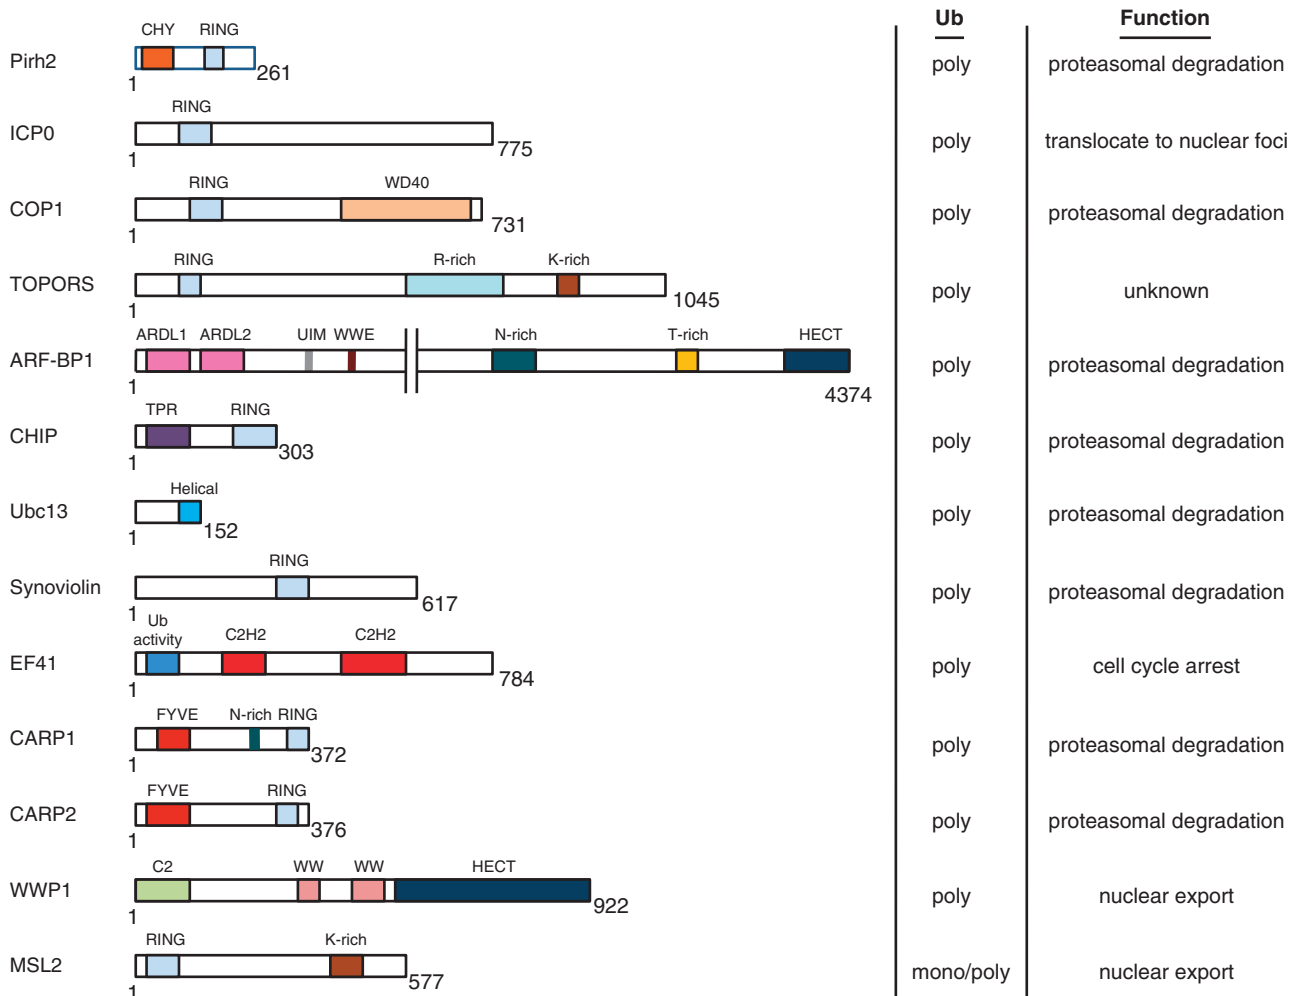 Ub Function
CHY RING
Pirh2 1 261 poly proteasomal degradation
RING
ICP0 1 775 poly translocate to nuclear foci
RING WD40
COP1 1 731 poly proteasomal degradation
RING R-rich K-rich
TOPORS 1 1045 poly unknown
ARDL1 ARDL2 UIM WWE N-rich T-rich HECT
ARF-BP1 1 4374 poly proteasomal degradation
TPR RING
CHIP 1 303 poly proteasomal degradation
Helical
Ubc13 1 152 poly proteasomal degradation
RING
Synoviolin 1 617 poly proteasomal degradation
Ub
activity C2H2 C2H2
EF41 1 784 poly cell cycle arrest
FYVE N-rich RING
CARP1 1 372 poly proteasomal degradation
FYVE RING
CARP2 1 376 poly proteasomal degradation
C2 WW WW HECT
WWP1 1 922 poly nuclear export
RING K-rich
MSL2 1 577 mono/poly nuclear export